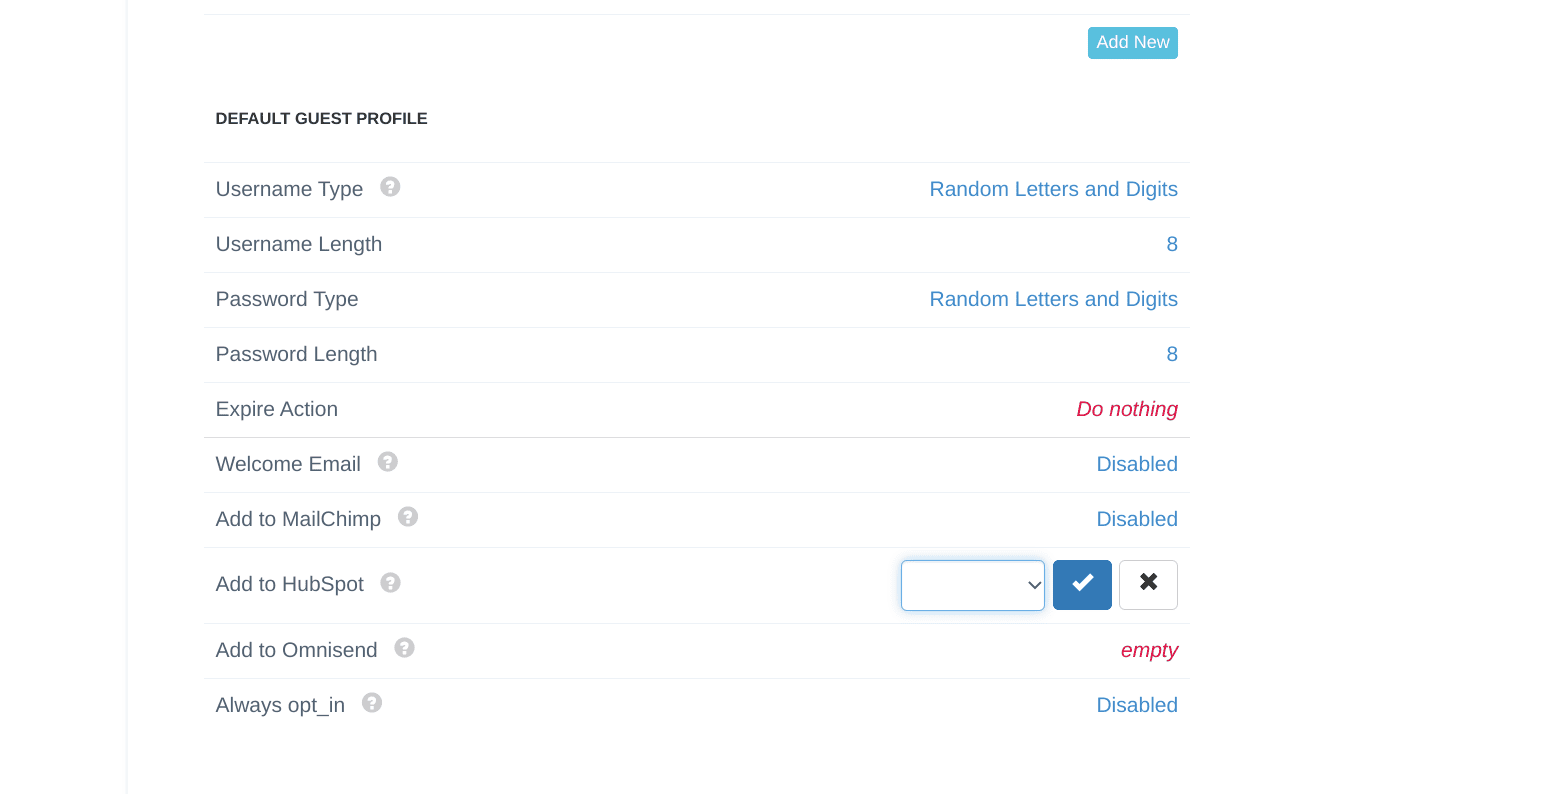 Add New
DEFAULT GUEST PROFILE
Username Type ? Random Letters and Digits
Username Length 8
Password Type Random Letters and Digits
Password Length 8
Expire Action Do nothing
Welcome Email ? Disabled
Add to MailChimp ? Disabled
Add to HubSpot ?
Add to Omnisend ? empty
Always opt_in ? Disabled